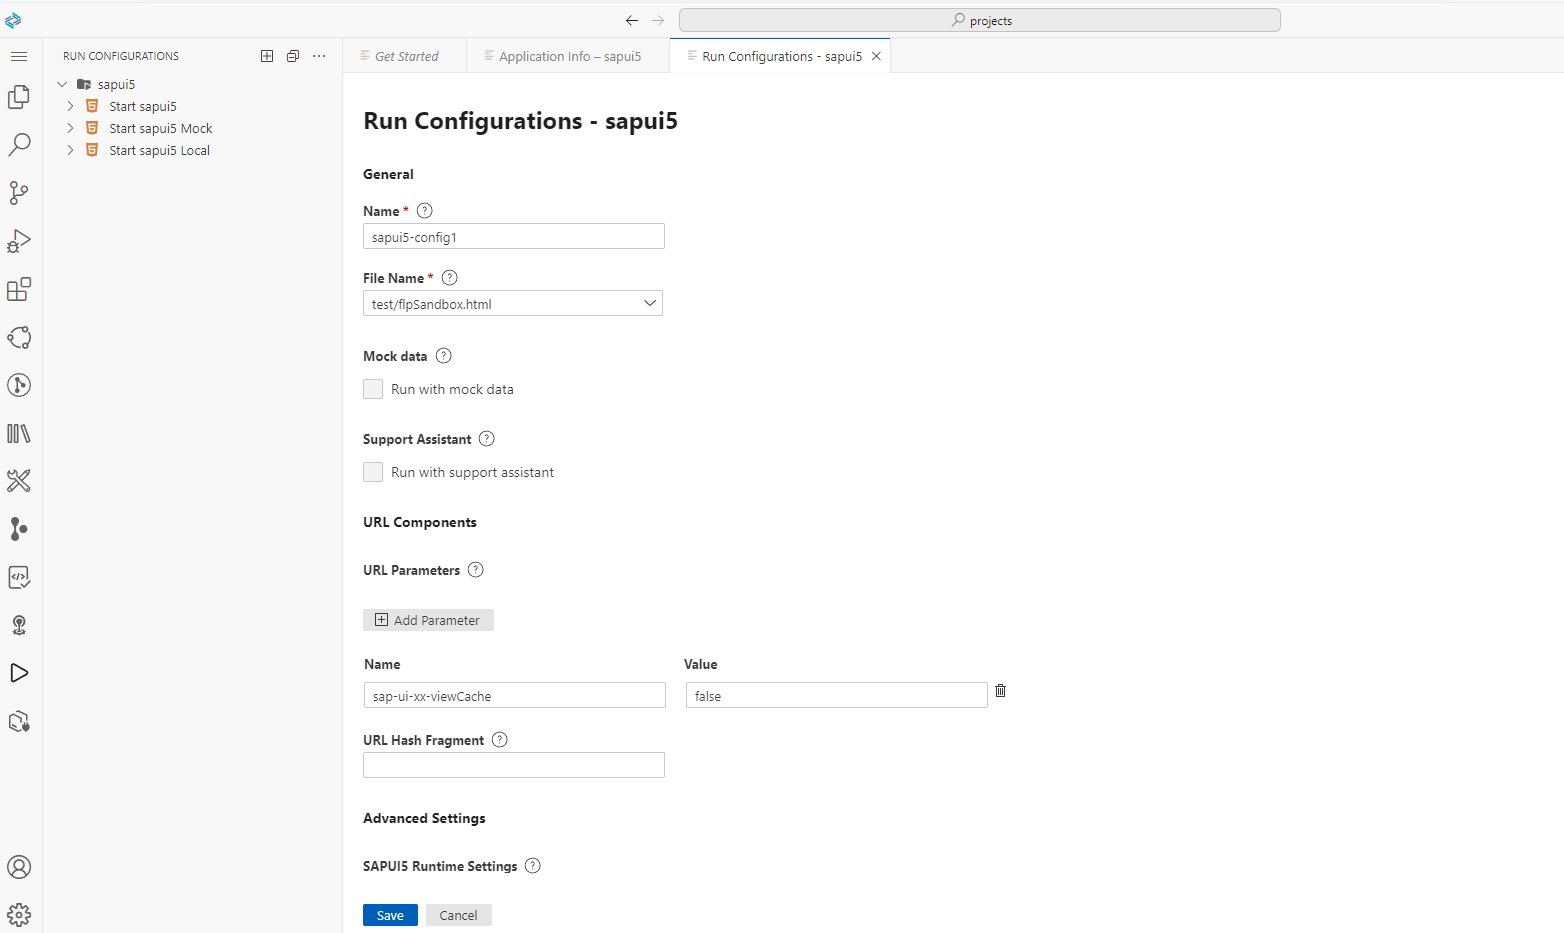 projects
RUN CONFIGURATIONS
sapui5
Start sapui5
Start sapui5 Mock
Start sapui5 Local
Get Started
Application Info – sapui5
Run Configurations - sapui5
Run Configurations - sapui5
General
Name *
sapui5-config1
File Name *
test/flpSandbox.html
Mock data
Run with mock data
Support Assistant
Run with support assistant
URL Components
URL Parameters
Add Parameter
Name Value
sap-ui-xx-viewCache false
URL Hash Fragment
Advanced Settings
SAPUI5 Runtime Settings
Save Cancel